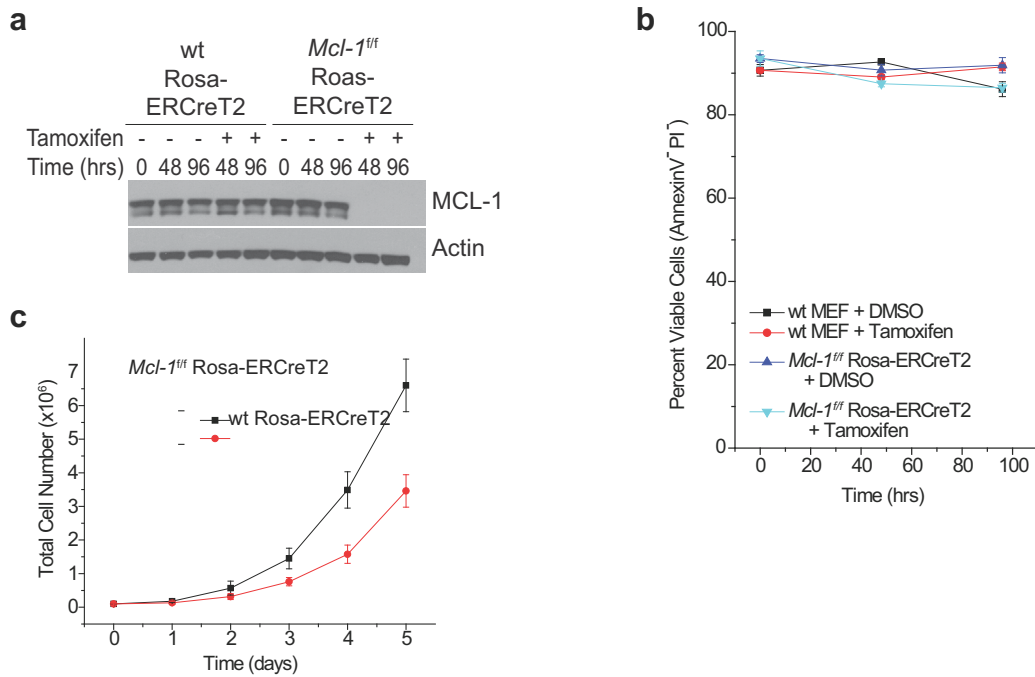 a
wt
Rosa-
ERCreT2
Mcl-1f/f
Roas-
ERCreT2
Tamoxifen - - - + + - - - + +
Time (hrs) 0 48 96 48 96 0 48 96 48 96
MCL-1
Actin
b
Percent Viable Cells (AnnexinV⁻ PI⁻)
100
80
60
40
20
0
wt MEF + DMSO
wt MEF + Tamoxifen
Mcl-1f/f Rosa-ERCreT2
+ DMSO
Mcl-1f/f Rosa-ERCreT2
+ Tamoxifen
0 20 40 60 80 100
Time (hrs)
c
Total Cell Number (x10⁶)
7
6
5
4
3
2
1
0
Mcl-1f/f Rosa-ERCreT2
wt Rosa-ERCreT2
0 1 2 3 4 5
Time (days)